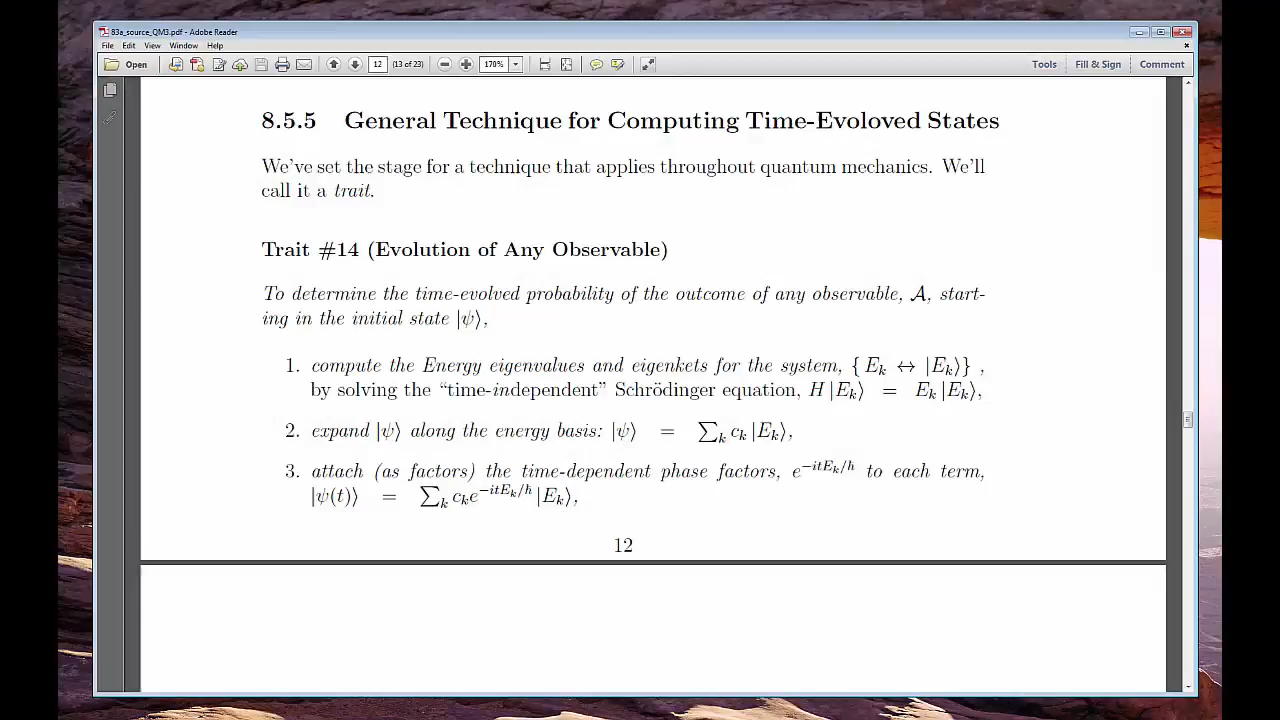 83a_source_QM3.pdf - Adobe Reader
File Edit View Window Help
Open 12 (13 of 23) 170% Tools Fill & Sign Comment
8.5.5 General Technique for Computing Time-Evoloved States
We've set the stage for a technique that applies throughout quantum mechanics. We'll
call it a trait.
Trait #4 (Evolution of Any Observable)
To determine the time-evolved probability of the outcome of any observable, 𝒜, start-
ing in the initial state |ψ⟩,
1. compute the Energy eigenvalues and eigenkets for the system, { E_k ↔ |E_k⟩ } ,
by solving the “time-independent” Schrödinger equation, H |E_k⟩ = E_k |E_k⟩,
2. expand |ψ⟩ along the energy basis: |ψ⟩ = ∑_k c_k |E_k⟩,
3. attach (as factors) the time-dependent phase factors, e^{−itE_k/ℏ} to each term,
|ψ(t)⟩ = ∑_k c_k e^{−itE_k/ℏ} |E_k⟩,
12